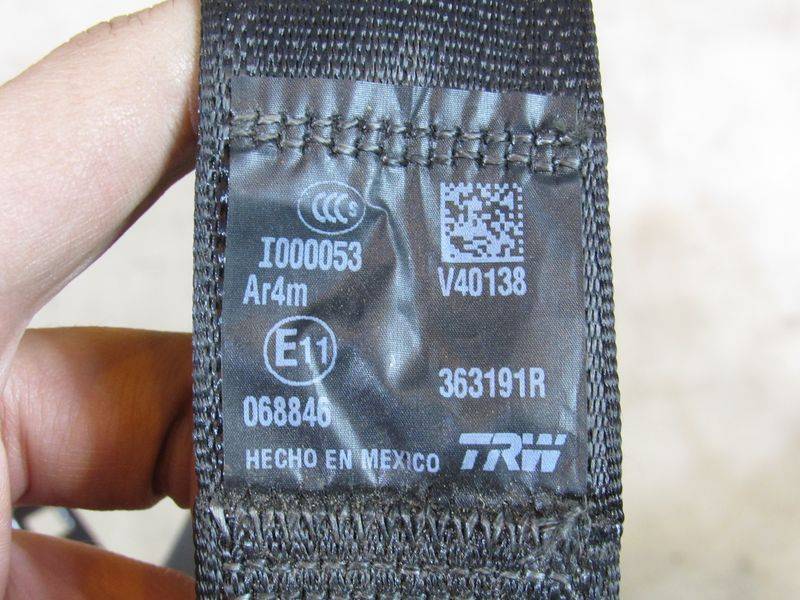 CCC S
I000053
Ar4m
V40138
E11
068846
363191R
HECHO EN MEXICO
TRW